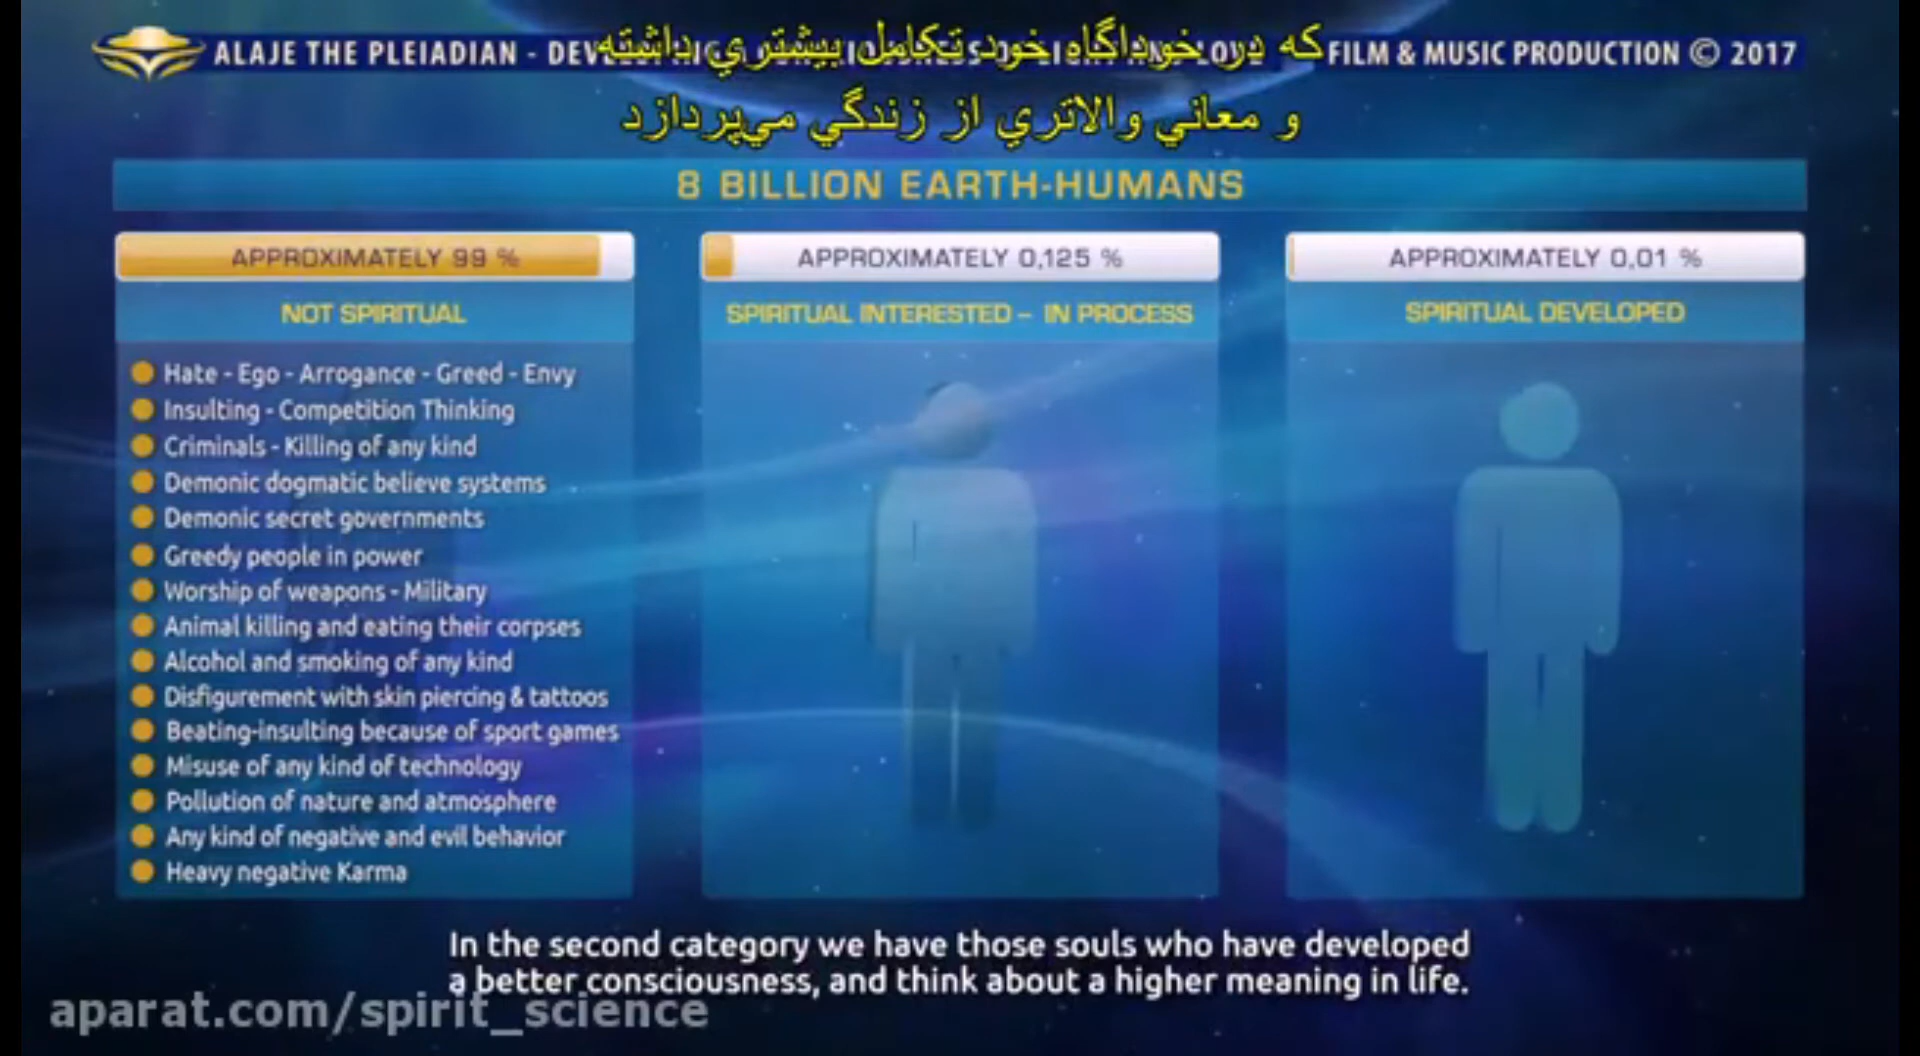 ALAJE THE PLEIADIAN - FILM & MUSIC PRODUCTION © 2017
که در خوداگاه خود تکامل بيشتري داشته
و معاني والاتري از زندگي مي‌پردازد
8 BILLION EARTH-HUMANS
APPROXIMATELY 99 %
NOT SPIRITUAL
Hate - Ego - Arrogance - Greed - Envy
Insulting - Competition Thinking
Criminals - Killing of any kind
Demonic dogmatic believe systems
Demonic secret governments
Greedy people in power
Worship of weapons - Military
Animal killing and eating their corpses
Alcohol and smoking of any kind
Disfigurement with skin piercing & tattoos
Beating-insulting because of sport games
Misuse of any kind of technology
Pollution of nature and atmosphere
Any kind of negative and evil behavior
Heavy negative Karma
APPROXIMATELY 0,125 %
SPIRITUAL INTERESTED – IN PROCESS
APPROXIMATELY 0,01 %
SPIRITUAL DEVELOPED
In the second category we have those souls who have developed
a better consciousness, and think about a higher meaning in life.
aparat.com/spirit_science